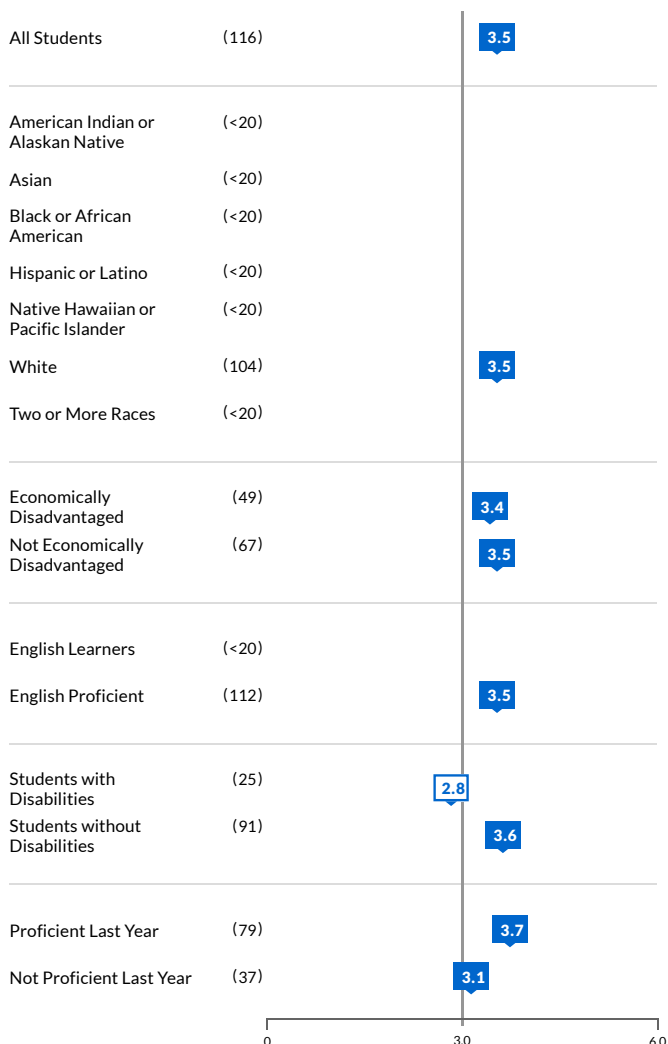 All Students (116) 3.5
American Indian or (<20)
Alaskan Native
Asian (<20)
Black or African (<20)
American
Hispanic or Latino (<20)
Native Hawaiian or (<20)
Pacific Islander
White (104) 3.5
Two or More Races (<20)
Economically (49) 3.4
Disadvantaged
Not Economically (67) 3.5
Disadvantaged
English Learners (<20)
English Proficient (112) 3.5
Students with (25) 2.8
Disabilities
Students without (91) 3.6
Disabilities
Proficient Last Year (79) 3.7
Not Proficient Last Year (37) 3.1
0 3.0 6.0